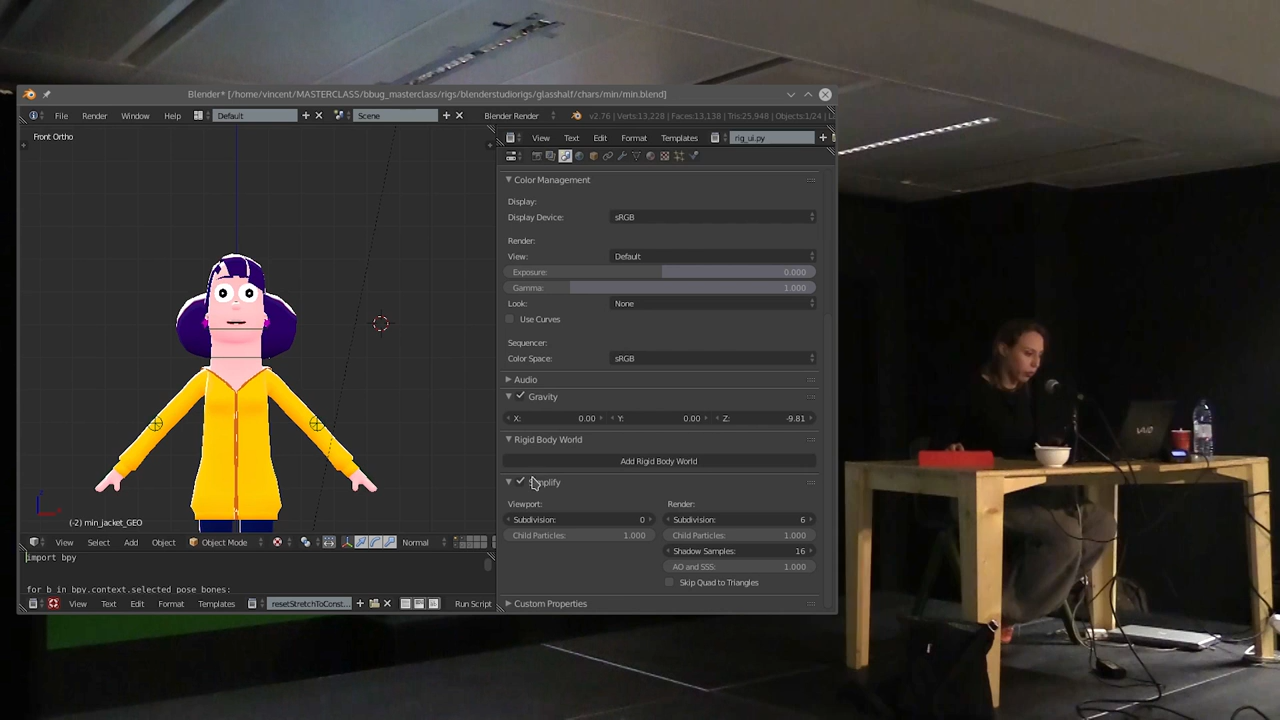 Blender* [/home/vincent/MASTERCLASS/bbug_masterclass/rigs/blenderstudiorigs/glasshalf/chars/min/min.blend]
File Render Window Help Default Scene Blender Render v2.76 | Verts:13,228 | Faces:13,138 | Tris:25,948 | Objects:1/24 | L
Front Ortho
View Text Edit Format Templates rig_ui.py
Color Management
Display:
Display Device: sRGB
Render:
View: Default
Exposure: 0.000
Gamma: 1.000
Look: None
Use Curves
Sequencer:
Color Space: sRGB
Audio
Gravity
X: 0.00 Y: 0.00 Z: -9.81
Rigid Body World
Add Rigid Body World
Simplify
Viewport: Render:
Subdivision: 0 Subdivision: 6
Child Particles: 1.000 Child Particles: 1.000
Shadow Samples: 16
AO and SSS: 1.000
Skip Quad to Triangles
Custom Properties
(-2) min_jacket_GEO
View Select Add Object Object Mode Normal
import bpy
for b in bpy.context.selected_pose_bones:
View Text Edit Format Templates resetStretchToConst... Run Script
VAIO